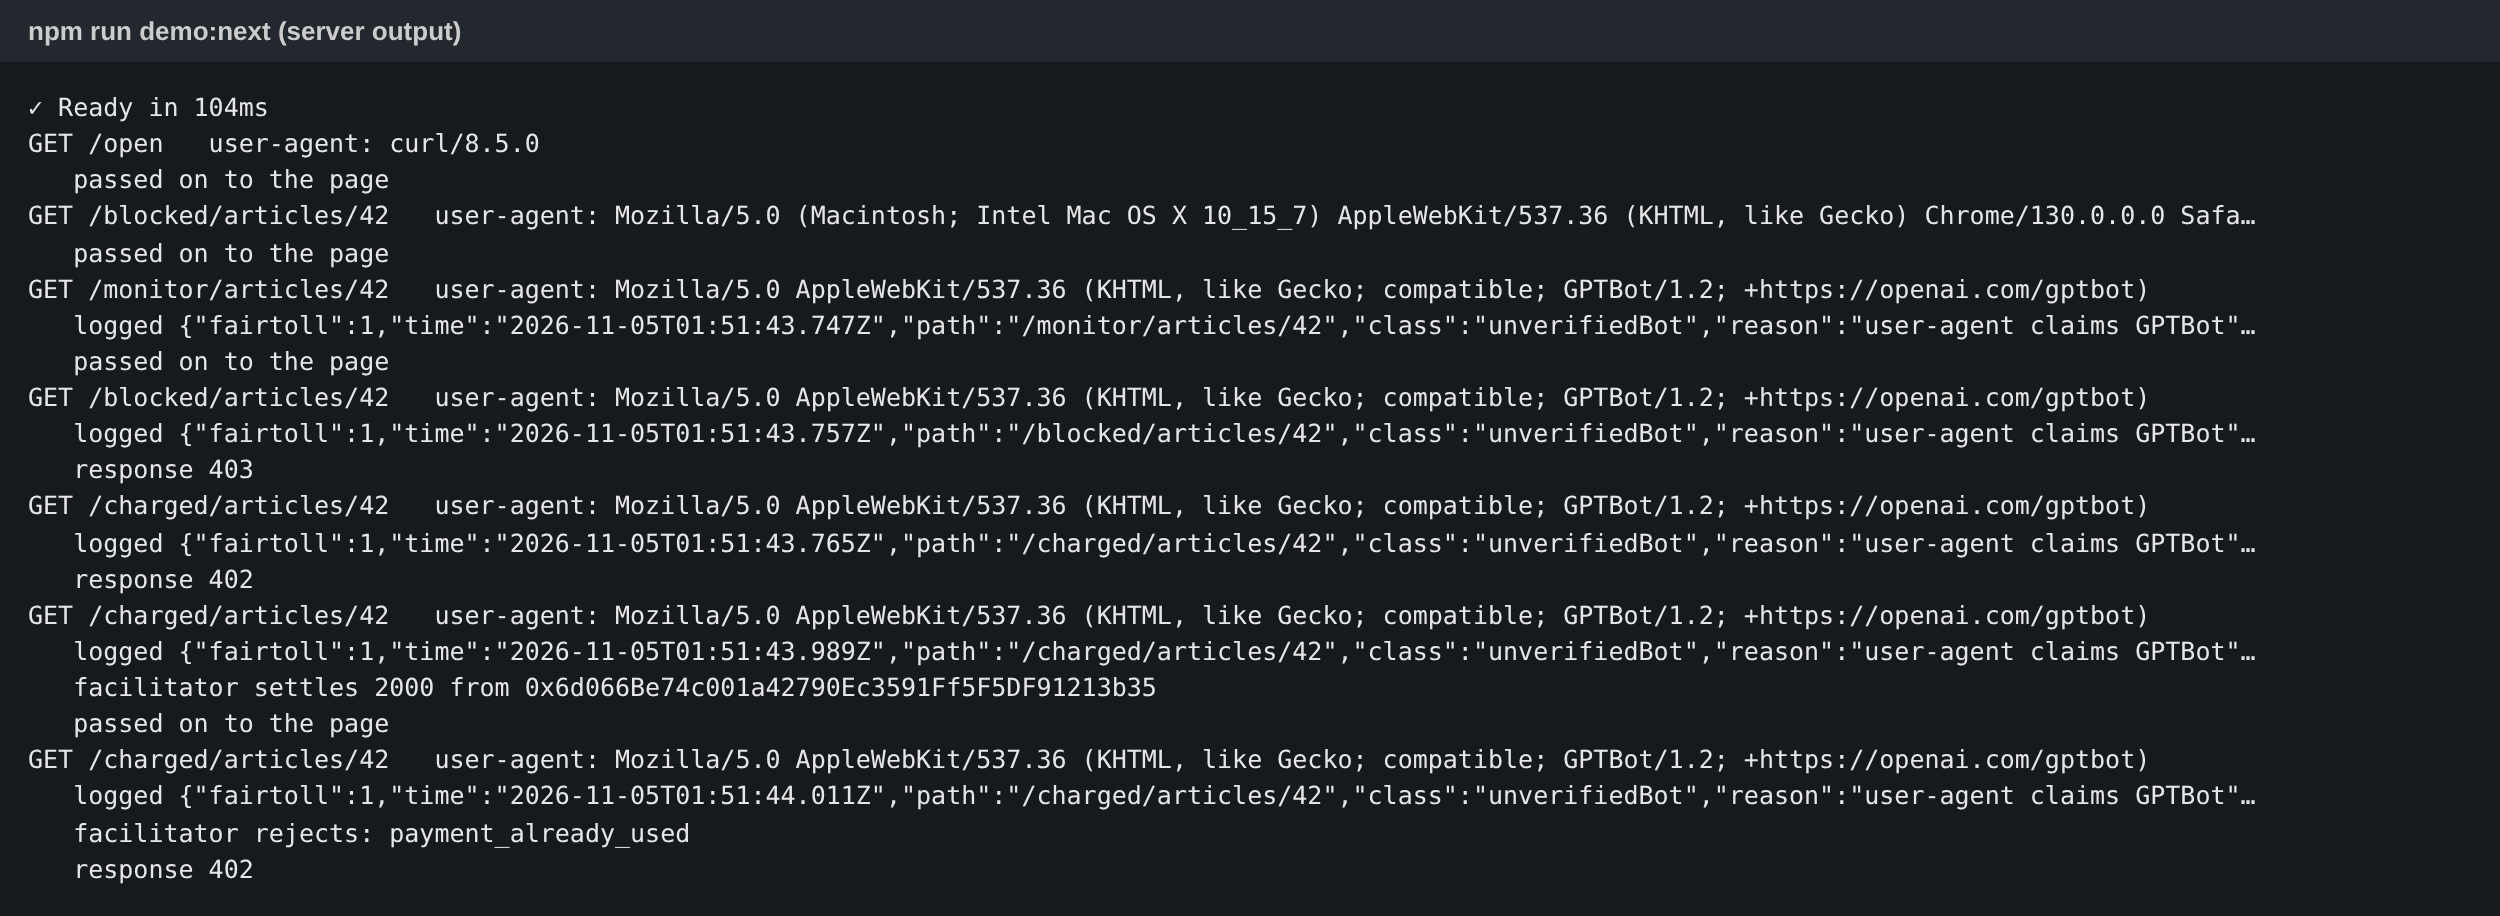 npm run demo:next (server output)
✓ Ready in 104ms
GET /open   user-agent: curl/8.5.0
   passed on to the page
GET /blocked/articles/42   user-agent: Mozilla/5.0 (Macintosh; Intel Mac OS X 10_15_7) AppleWebKit/537.36 (KHTML, like Gecko) Chrome/130.0.0.0 Safa…
   passed on to the page
GET /monitor/articles/42   user-agent: Mozilla/5.0 AppleWebKit/537.36 (KHTML, like Gecko; compatible; GPTBot/1.2; +https://openai.com/gptbot)
   logged {"fairtoll":1,"time":"2026-11-05T01:51:43.747Z","path":"/monitor/articles/42","class":"unverifiedBot","reason":"user-agent claims GPTBot"…
   passed on to the page
GET /blocked/articles/42   user-agent: Mozilla/5.0 AppleWebKit/537.36 (KHTML, like Gecko; compatible; GPTBot/1.2; +https://openai.com/gptbot)
   logged {"fairtoll":1,"time":"2026-11-05T01:51:43.757Z","path":"/blocked/articles/42","class":"unverifiedBot","reason":"user-agent claims GPTBot"…
   response 403
GET /charged/articles/42   user-agent: Mozilla/5.0 AppleWebKit/537.36 (KHTML, like Gecko; compatible; GPTBot/1.2; +https://openai.com/gptbot)
   logged {"fairtoll":1,"time":"2026-11-05T01:51:43.765Z","path":"/charged/articles/42","class":"unverifiedBot","reason":"user-agent claims GPTBot"…
   response 402
GET /charged/articles/42   user-agent: Mozilla/5.0 AppleWebKit/537.36 (KHTML, like Gecko; compatible; GPTBot/1.2; +https://openai.com/gptbot)
   logged {"fairtoll":1,"time":"2026-11-05T01:51:43.989Z","path":"/charged/articles/42","class":"unverifiedBot","reason":"user-agent claims GPTBot"…
   facilitator settles 2000 from 0x6d066Be74c001a42790Ec3591Ff5F5DF91213b35
   passed on to the page
GET /charged/articles/42   user-agent: Mozilla/5.0 AppleWebKit/537.36 (KHTML, like Gecko; compatible; GPTBot/1.2; +https://openai.com/gptbot)
   logged {"fairtoll":1,"time":"2026-11-05T01:51:44.011Z","path":"/charged/articles/42","class":"unverifiedBot","reason":"user-agent claims GPTBot"…
   facilitator rejects: payment_already_used
   response 402